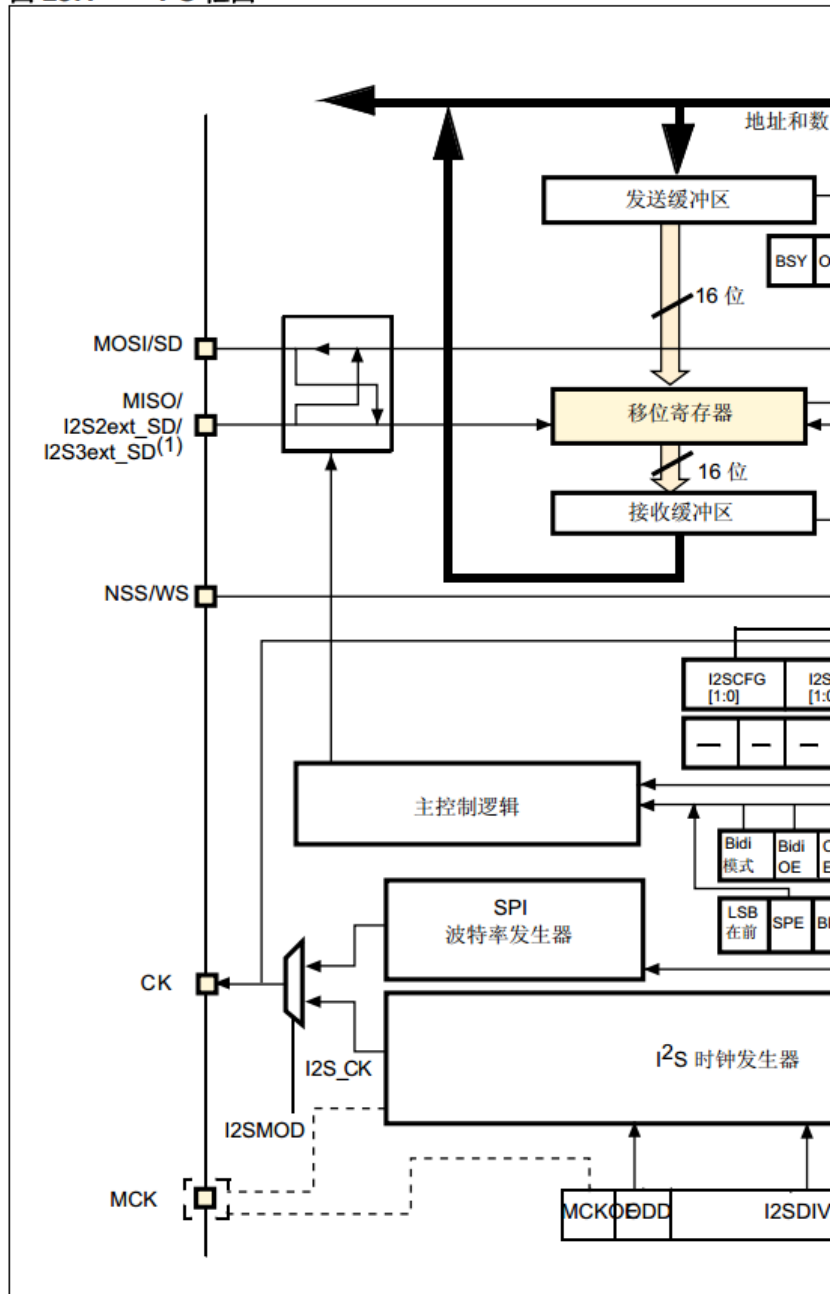 地址和数
发送缓冲区
BSY
16 位
MOSI/SD
MISO/
I2S2ext_SD/
I2S3ext_SD(1)
移位寄存器
16 位
接收缓冲区
NSS/WS
I2SCFG
[1:0]
主控制逻辑
Bidi
模式
Bidi
OE
LSB
在前
SPE
SPI
波特率发生器
CK
I2S 时钟发生器
I2S_CK
I2SMOD
MCK
MCKOE
ODD
I2SDIV